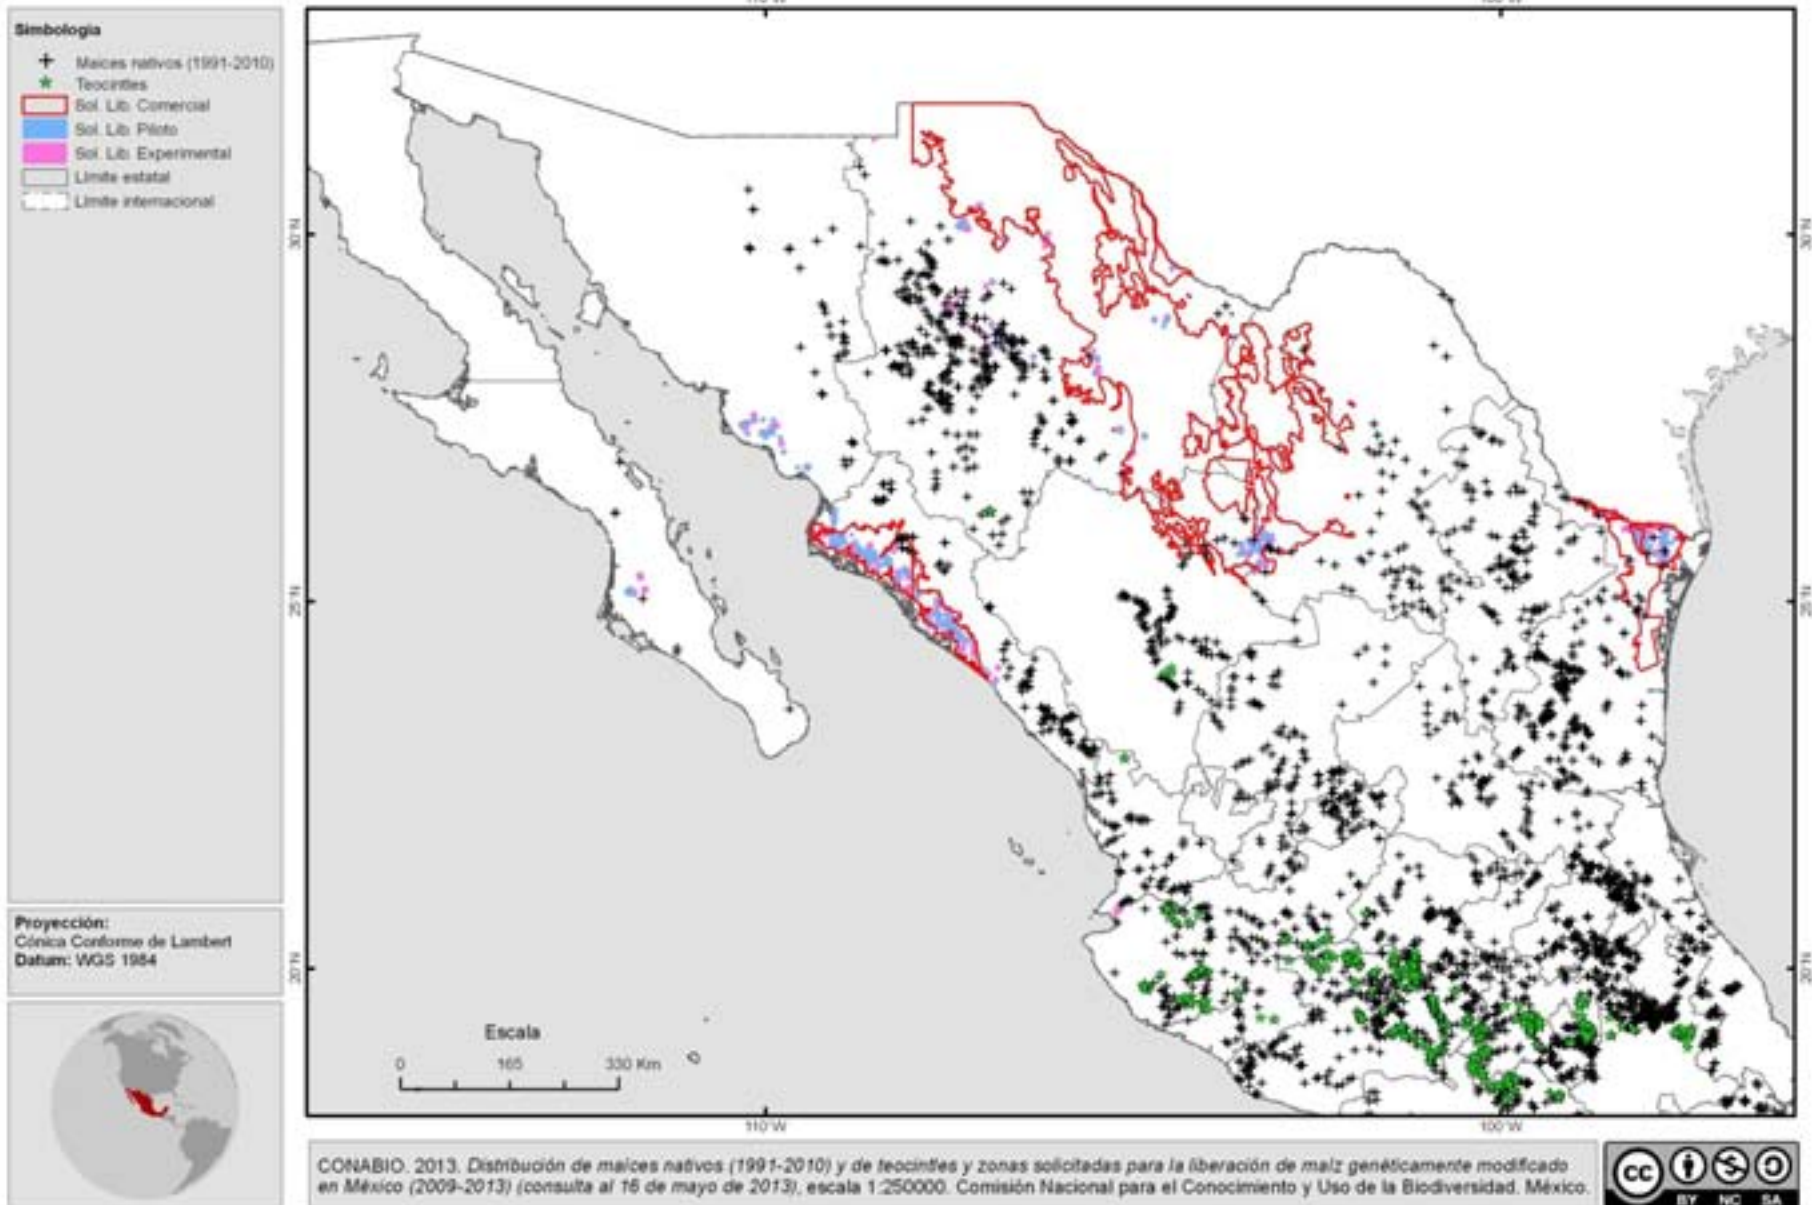 Simbología
Maíces nativos (1991-2010)
Teocintles
Sol. Lib. Comercial
Sol. Lib. Piloto
Sol. Lib. Experimental
Límite estatal
Límite internacional
30°N
30°N
25°N
25°N
20°N
20°N
Escala
0 165 330 Km
110°W 100°W
Proyección:
Cónica Conforme de Lambert
Datum: WGS 1984
CONABIO. 2013. Distribución de maíces nativos (1991-2010) y de teocintles y zonas solicitadas para la liberación de maíz genéticamente modificado
en México (2009-2013) (consulta al 16 de mayo de 2013), escala 1:250000. Comisión Nacional para el Conocimiento y Uso de la Biodiversidad. México.
cc
BY NC SA